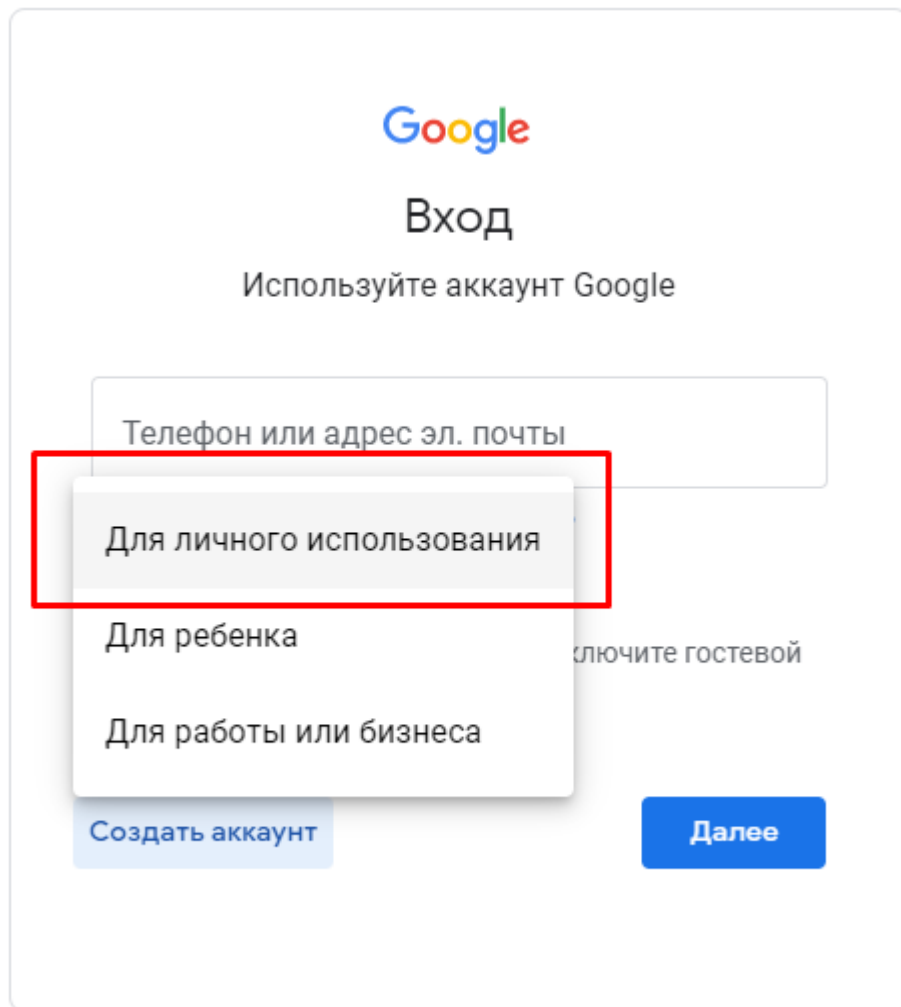 Google
Вход
Используйте аккаунт Google
Телефон или адрес эл. почты
Для личного использования
Для ребенка
гостевой
Для работы или бизнеса
Создать аккаунт
Далее